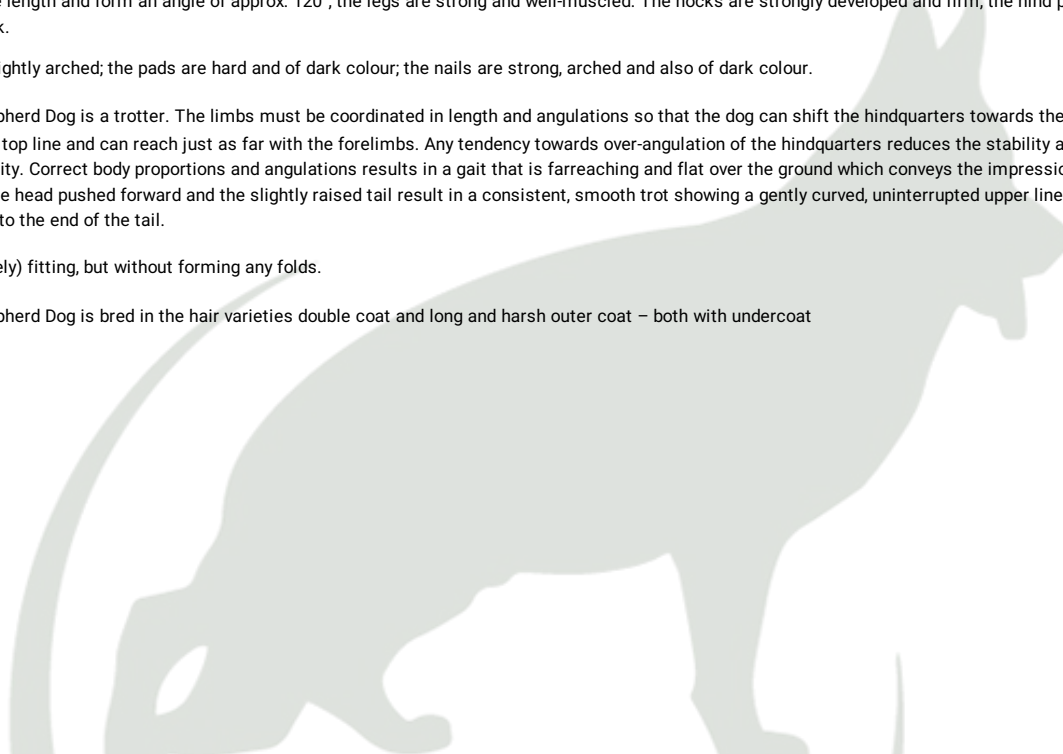 length and form an angle of approx. 120°, the legs are strong and well-muscled. The hocks are strongly developed and firm; the hind
k.
ightly arched; the pads are hard and of dark colour; the nails are strong, arched and also of dark colour.
pherd Dog is a trotter. The limbs must be coordinated in length and angulations so that the dog can shift the hindquarters towards the
top line and can reach just as far with the forelimbs. Any tendency towards over-angulation of the hindquarters reduces the stability a
ity. Correct body proportions and angulations results in a gait that is farreaching and flat over the ground which conveys the impressio
e head pushed forward and the slightly raised tail result in a consistent, smooth trot showing a gently curved, uninterrupted upper line
to the end of the tail.
ely) fitting, but without forming any folds.
pherd Dog is bred in the hair varieties double coat and long and harsh outer coat – both with undercoat